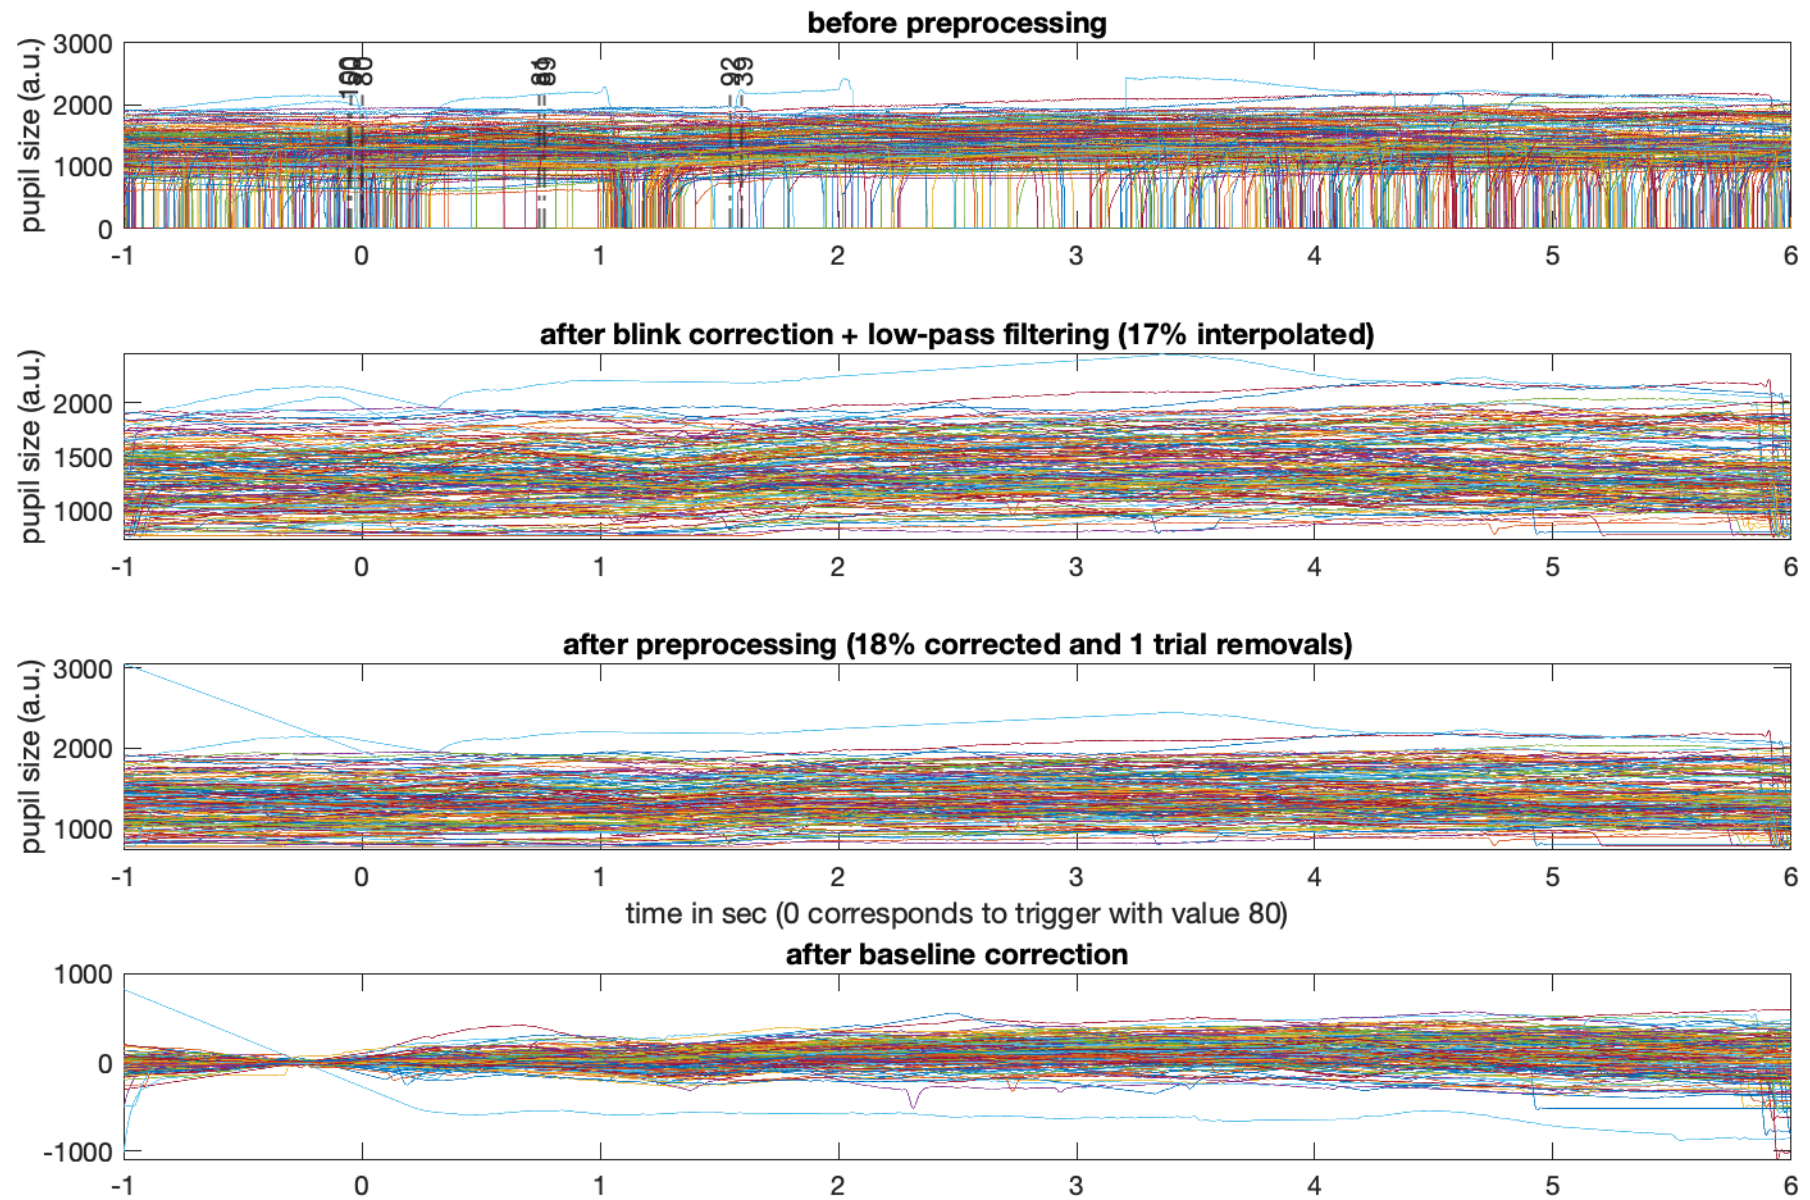 before preprocessing
pupil size (a.u.)
3000
2000
1000
0
80
89
39
-1 0 1 2 3 4 5 6
after blink correction + low-pass filtering (17% interpolated)
pupil size (a.u.)
2000
1500
1000
-1 0 1 2 3 4 5 6
after preprocessing (18% corrected and 1 trial removals)
pupil size (a.u.)
3000
2000
1000
-1 0 1 2 3 4 5 6
time in sec (0 corresponds to trigger with value 80)
after baseline correction
1000
0
-1000
-1 0 1 2 3 4 5 6